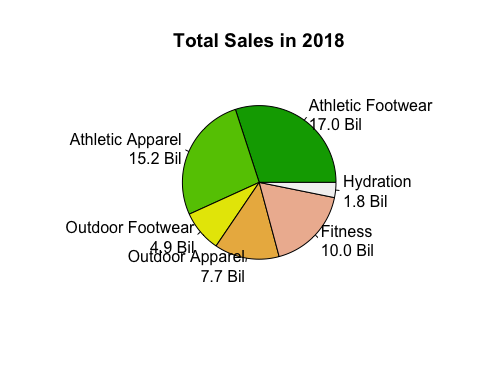 Total Sales in 2018
Athletic Footwear
17.0 Bil
Athletic Apparel
15.2 Bil
Outdoor Footwear
4.9 Bil
Outdoor Apparel
7.7 Bil
Fitness
10.0 Bil
Hydration
1.8 Bil